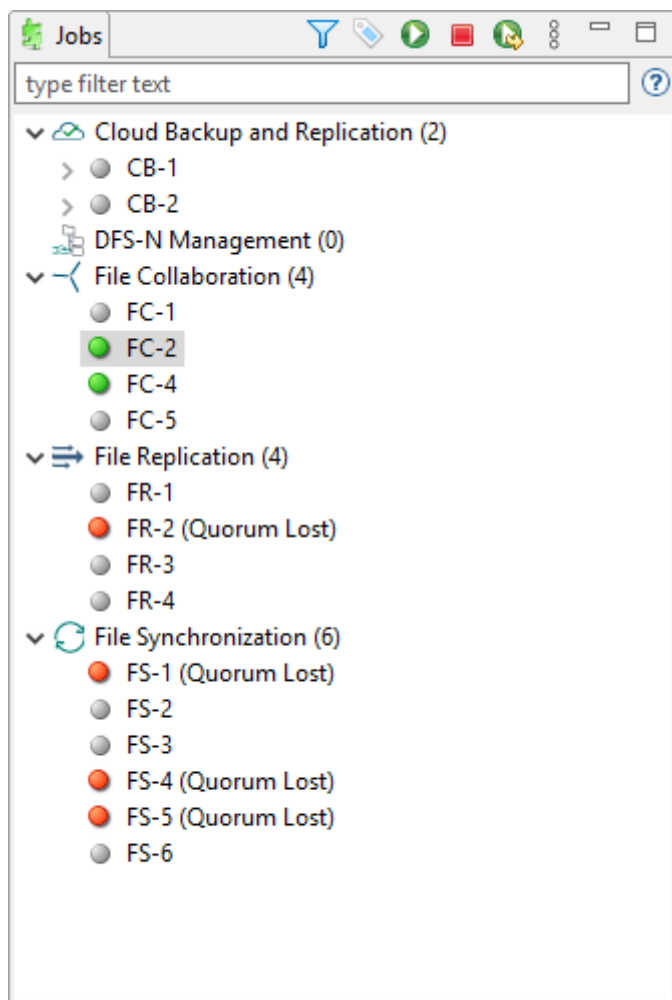 Jobs
type filter text
Cloud Backup and Replication (2)
CB-1
CB-2
DFS-N Management (0)
File Collaboration (4)
FC-1
FC-2
FC-4
FC-5
File Replication (4)
FR-1
FR-2 (Quorum Lost)
FR-3
FR-4
File Synchronization (6)
FS-1 (Quorum Lost)
FS-2
FS-3
FS-4 (Quorum Lost)
FS-5 (Quorum Lost)
FS-6